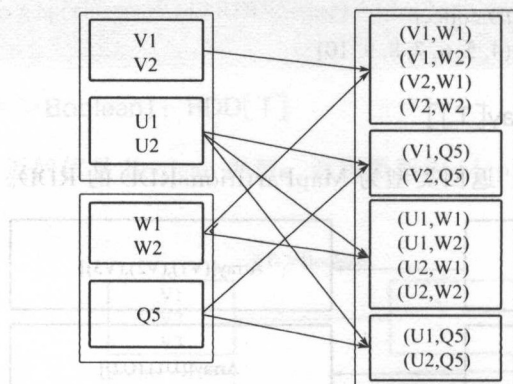 V1
V2
U1
U2
W1
W2
Q5
(V1,W1)
(V1,W2)
(V2,W1)
(V2,W2)
(V1,Q5)
(V2,Q5)
(U1,W1)
(U1,W2)
(U2,W1)
(U2,W2)
(U1,Q5)
(U2,Q5)